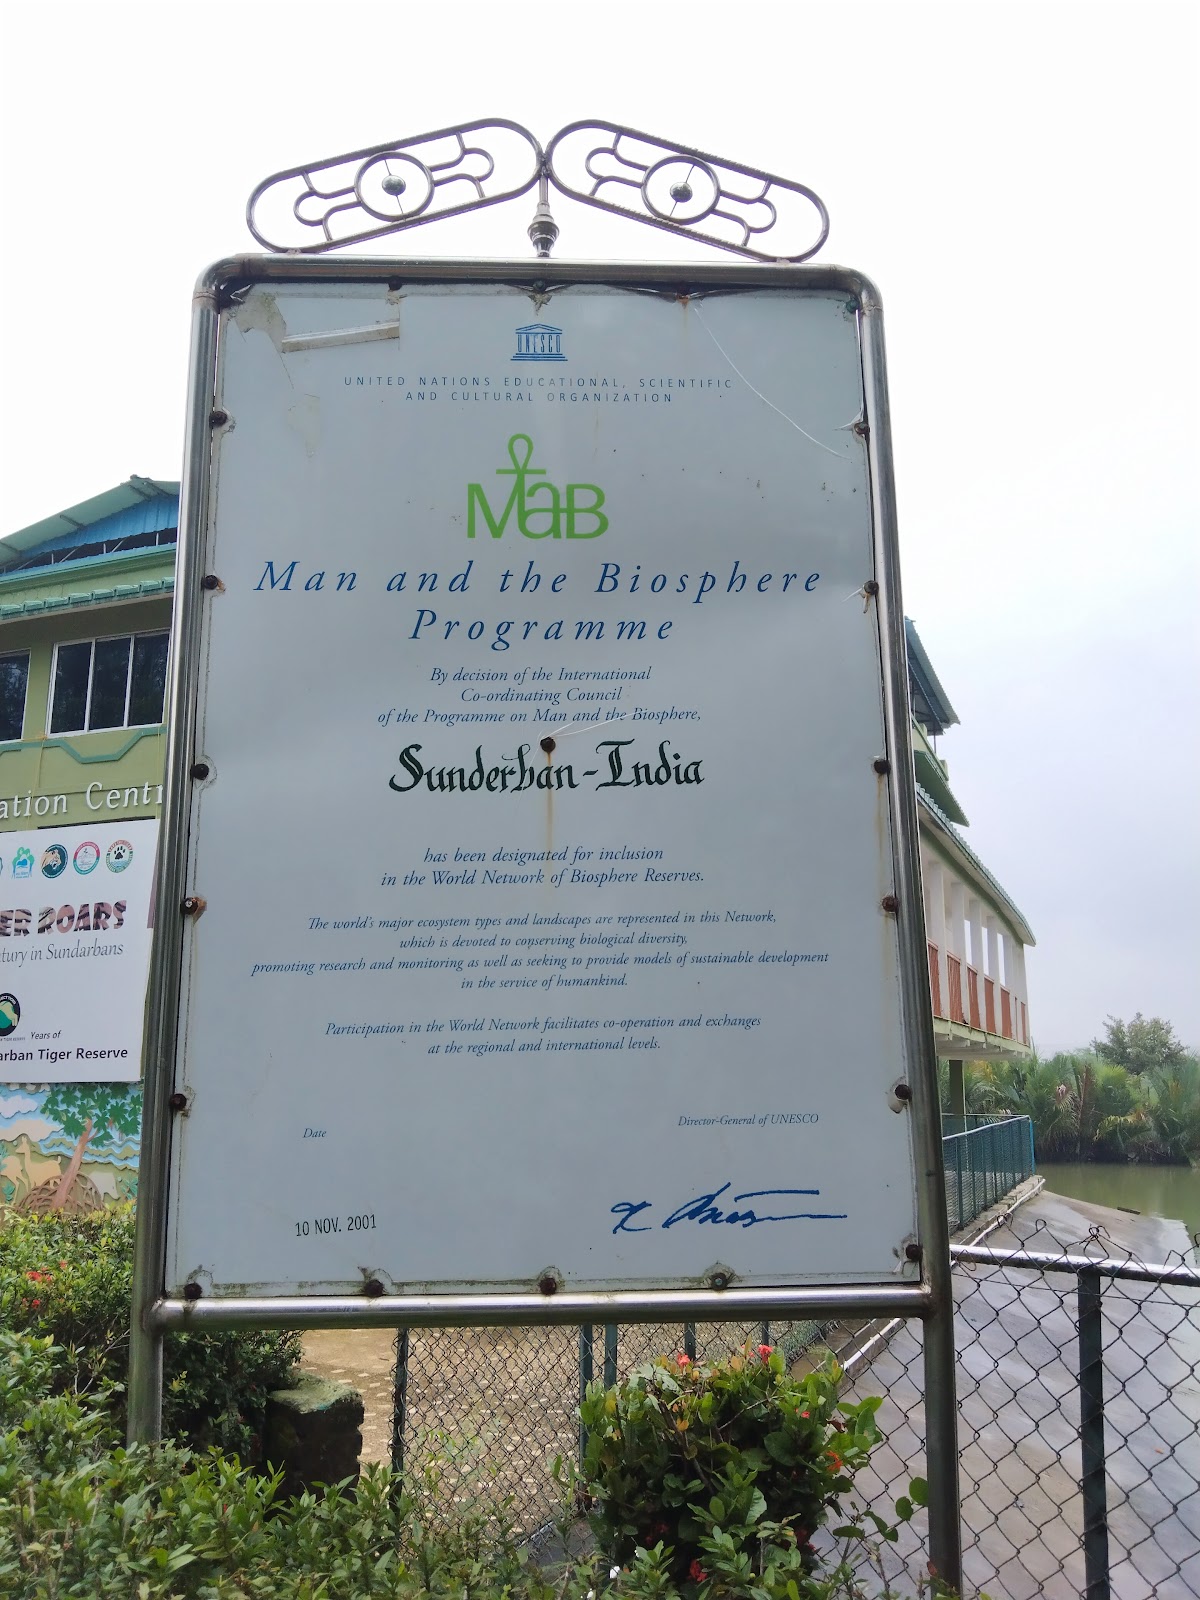 UNESCO
UNITED NATIONS EDUCATIONAL, SCIENTIFIC
AND CULTURAL ORGANIZATION
MaB
Man and the Biosphere
Programme
By decision of the International
Co-ordinating Council
of the Programme on Man and the Biosphere,
Sunderban-India
has been designated for inclusion
in the World Network of Biosphere Reserves.
The world's major ecosystem types and landscapes are represented in this Network,
which is devoted to conserving biological diversity,
promoting research and monitoring as well as seeking to provide models of sustainable development
in the service of humankind.
Participation in the World Network facilitates co-operation and exchanges
at the regional and international levels.
Date
Director-General of UNESCO
10 NOV. 2001
ation Cent
ER ROARS
tury in Sundarbans
Years of
arban Tiger Reserve